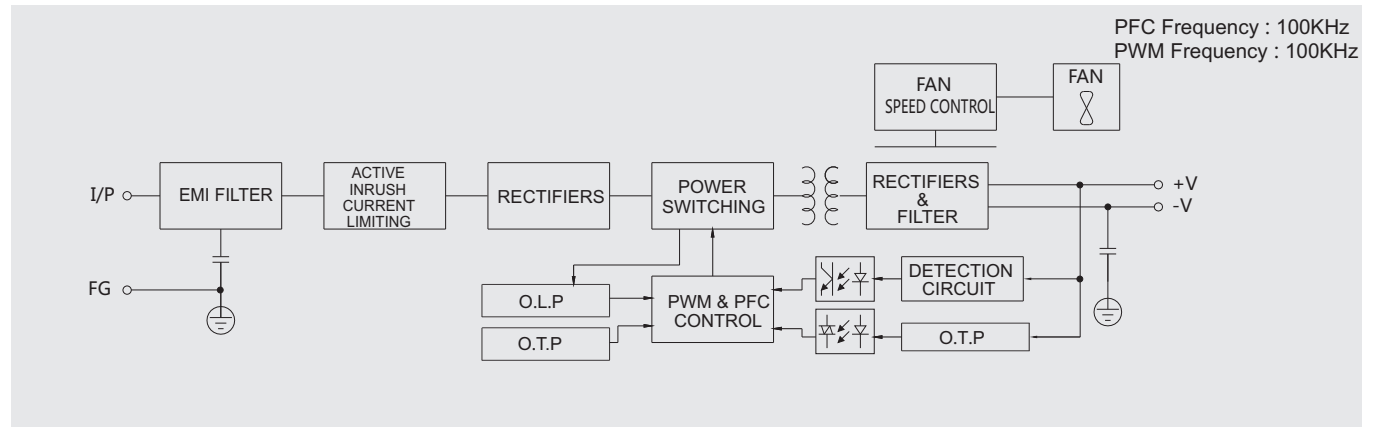 PFC Frequency : 100KHz
PWM Frequency : 100KHz
FAN
SPEED CONTROL
FAN
I/P
EMI FILTER
ACTIVE
INRUSH
CURRENT
LIMITING
RECTIFIERS
POWER
SWITCHING
RECTIFIERS
&
FILTER
+V
-V
FG
O.L.P
O.T.P
PWM & PFC
CONTROL
DETECTION
CIRCUIT
O.T.P